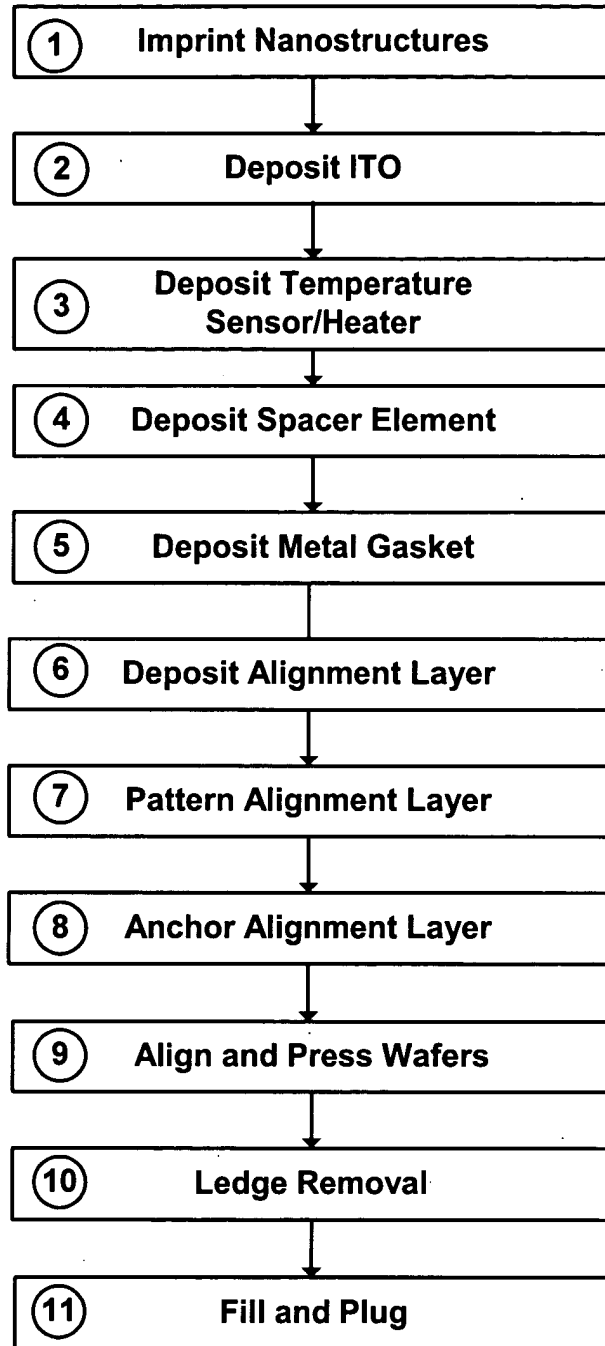 1 Imprint Nanostructures
2 Deposit ITO
3 Deposit Temperature
Sensor/Heater
4 Deposit Spacer Element
5 Deposit Metal Gasket
6 Deposit Alignment Layer
7 Pattern Alignment Layer
8 Anchor Alignment Layer
9 Align and Press Wafers
10 Ledge Removal
11 Fill and Plug